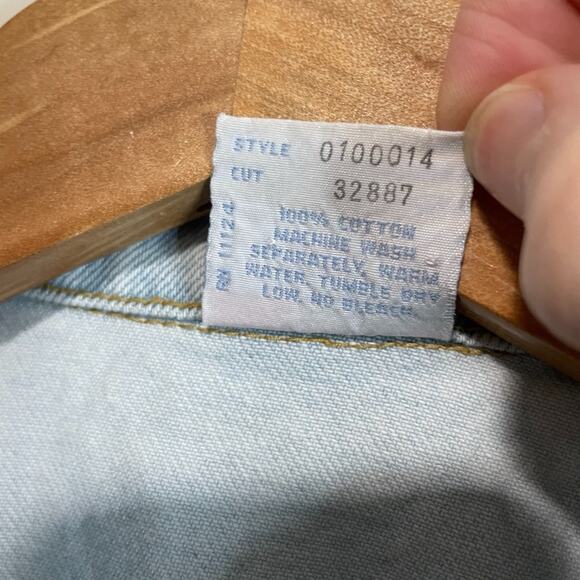 STYLE 0100014
CUT 32887
100% COTTON
MACHINE WASH
SEPARATELY, WARM
WATER, TUMBLE DRY
LOW, NO BLEACH.
RN 11124